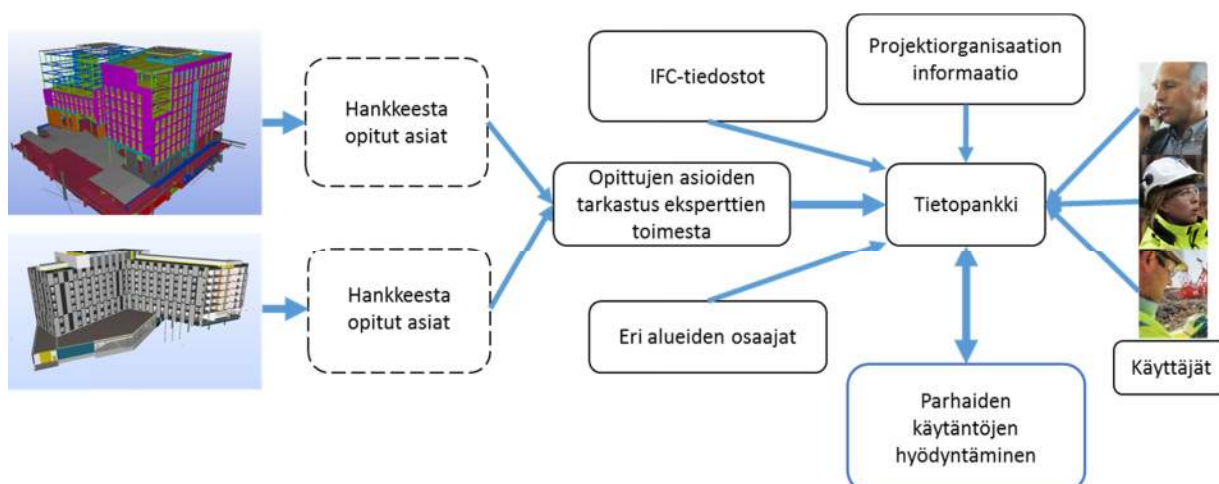 Hankkeesta
opitut asiat
Hankkeesta
opitut asiat
IFC-tiedostot
Opittujen asioiden
tarkastus eksperttien
toimesta
Eri alueiden osaajat
Projektiorganisaation
informaatio
Tietopankki
Parhaiden
käytäntöjen
hyödyntäminen
Käyttäjät